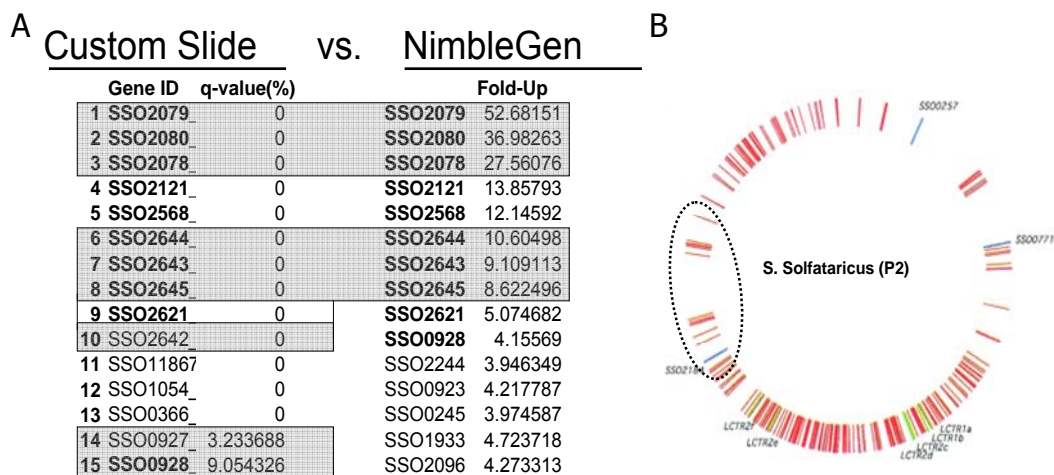 A
B
Custom Slide vs. NimbleGen
Gene ID q-value(%) Fold-Up
1 SSO2079_ 0 SSO2079 52.68151
2 SSO2080_ 0 SSO2080 36.98263
3 SSO2078_ 0 SSO2078 27.56076
4 SSO2121_ 0 SSO2121 13.85793
5 SSO2568_ 0 SSO2568 12.14592
6 SSO2644_ 0 SSO2644 10.60498
7 SSO2643_ 0 SSO2643 9.109113
8 SSO2645_ 0 SSO2645 8.622496
9 SSO2621_ 0 SSO2621 5.074682
10 SSO2642_ 0 SSO0928 4.15569
11 SSO11867 0 SSO2244 3.946349
12 SSO1054_ 0 SSO0923 4.217787
13 SSO0366_ 0 SSO0245 3.974587
14 SSO0927_ 3.233688 SSO1933 4.723718
15 SSO0928_ 9.054326 SSO2096 4.273313
SSO0257
SSO0771
S. Solfataricus (P2)
LCTR2f
LCTR2e
LCTR1a
LCTR1b
LCTR2c
LCTR2d